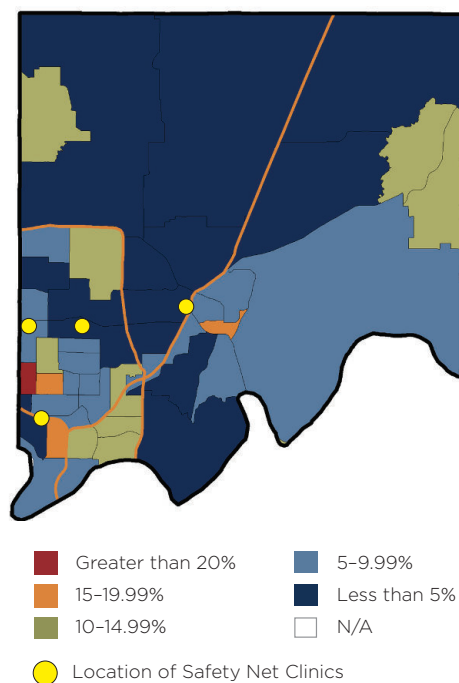 Greater than 20%
15–19.99%
10–14.99%
5–9.99%
Less than 5%
N/A
Location of Safety Net Clinics